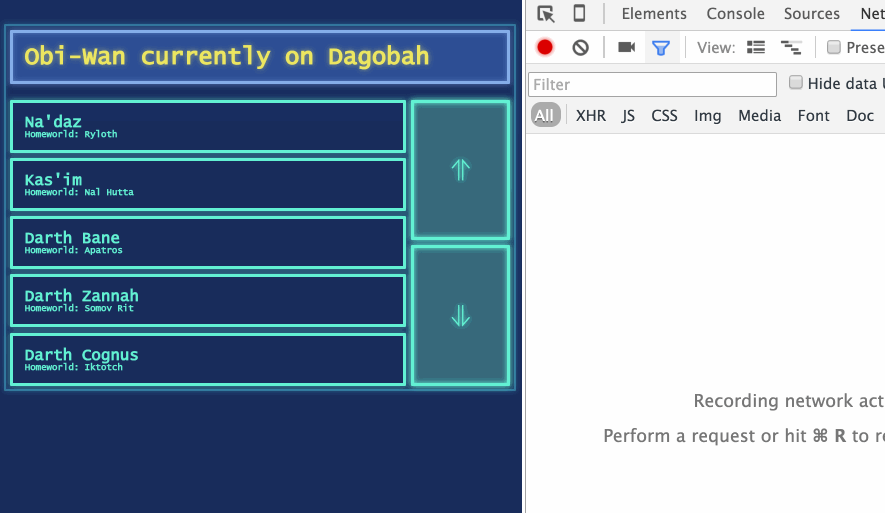 Obi-Wan currently on Dagobah
Na'daz
Homeworld: Ryloth
Kas'im
Homeworld: Nal Hutta
Darth Bane
Homeworld: Apatros
Darth Zannah
Homeworld: Somov Rit
Darth Cognus
Homeworld: Iktotch
Elements Console Sources Net
View: Prese
Filter Hide data U
All XHR JS CSS Img Media Font Doc
Recording network act
Perform a request or hit ⌘ R to re